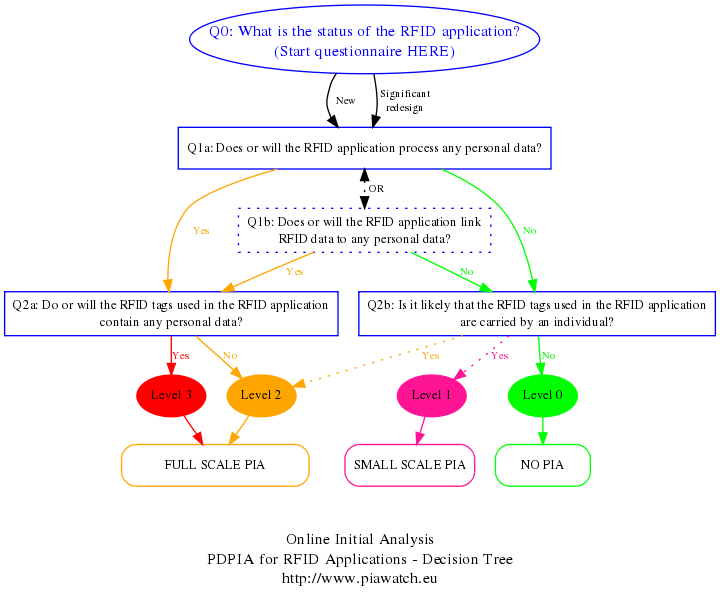 Q0: What is the status of the RFID application?
(Start questionnaire HERE)
New
Significant
redesign
Q1a: Does or will the RFID application process any personal data?
OR
Yes
Q1b: Does or will the RFID application link
RFID data to any personal data?
No
Yes
No
Q2a: Do or will the RFID tags used in the RFID application
contain any personal data?
Q2b: Is it likely that the RFID tags used in the RFID application
are carried by an individual?
Yes
No
Yes
Yes
No
Level 3
Level 2
Level 1
Level 0
FULL SCALE PIA
SMALL SCALE PIA
NO PIA
Online Initial Analysis
PDPIA for RFID Applications - Decision Tree
http://www.piawatch.eu